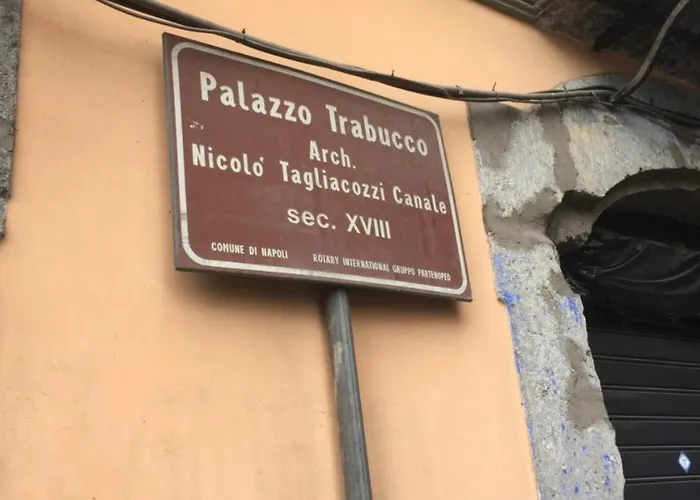 Palazzo Trabucco
Arch.
Nicolo' Tagliacozzi Canale
sec. XVIII
COMUNE DI NAPOLI ROTARY INTERNATIONAL GRUPPO PARTENOPEO